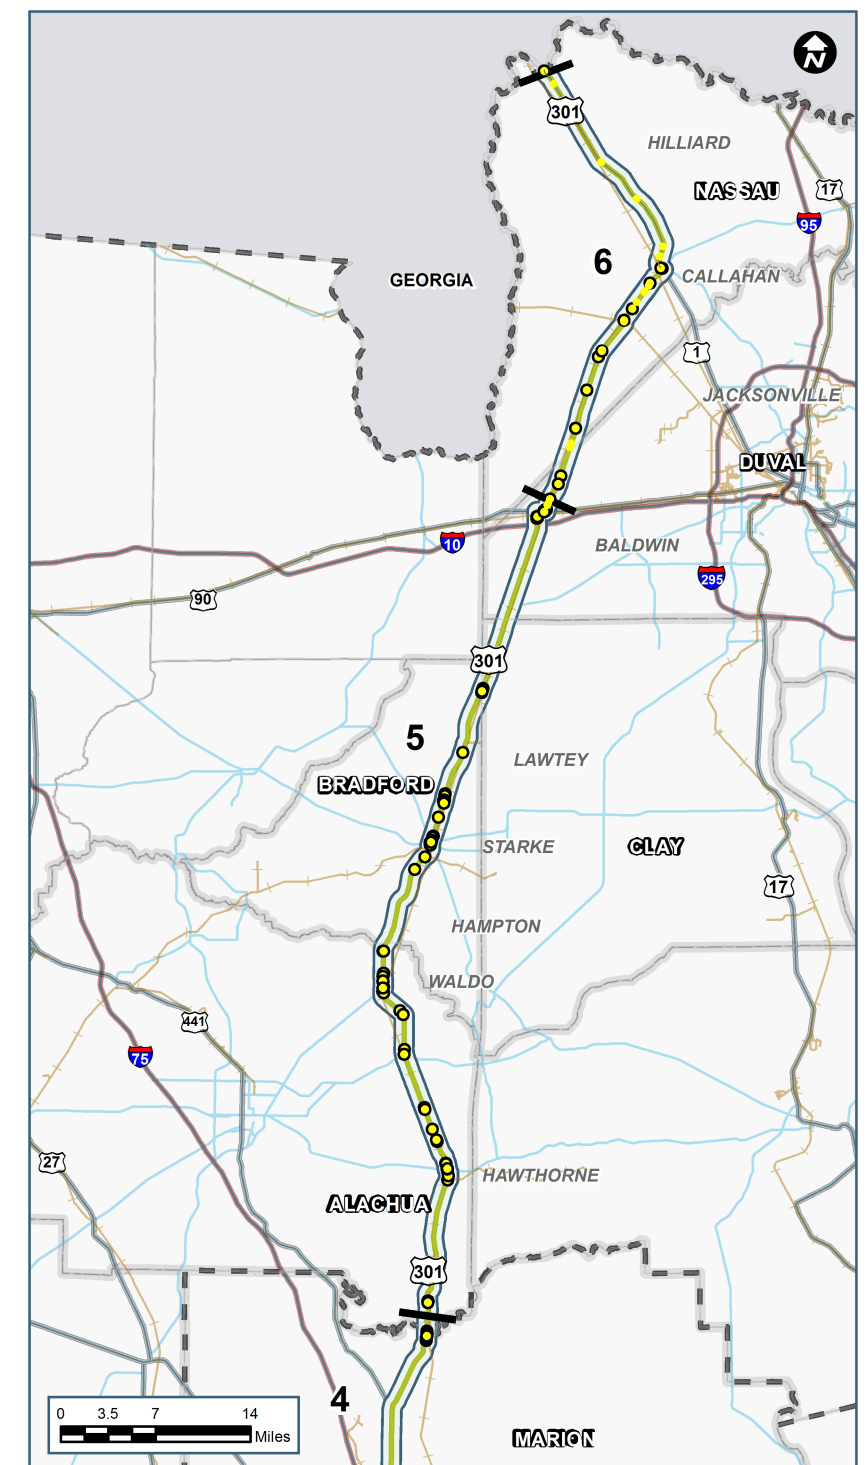 N
301
HILLIARD
NASSAU
17
95
6
CALLAHAN
GEORGIA
1
JACKSONVILLE
DUVAL
10
BALDWIN
295
90
301
5
LAWTEY
BRADFORD
STARKE
CLAY
17
HAMPTON
WALDO
441
75
27
HAWTHORNE
ALACHUA
301
4
0 3.5 7 14
Miles
MARION